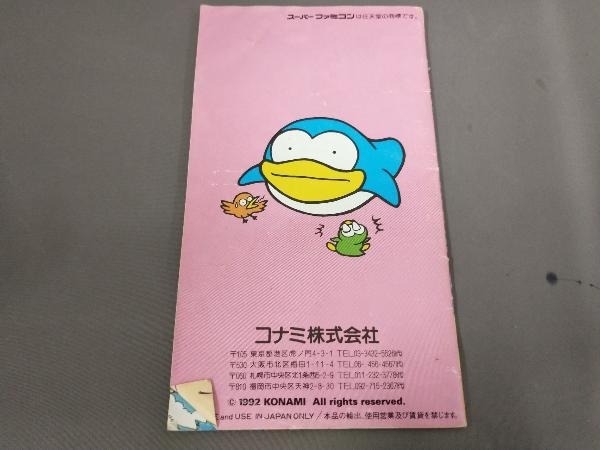 スーパーファミコンは任天堂の商標です。
コナミ株式会社
〒105 東京都港区虎ノ門4-3-1 TEL.03-3432-5526㈹
〒530 大阪市北区梅田1-11-4 TEL.06-456-4567㈹
〒060 札幌市中央区北1条西5-2-9 TEL.011-232-3778㈹
〒810 福岡市中央区天神2-8-30 TEL.092-715-2367㈹
© 1992 KONAMI All rights reserved.
and USE IN JAPAN ONLY/本品の輸出、使用営業及び賃貸を禁じます。